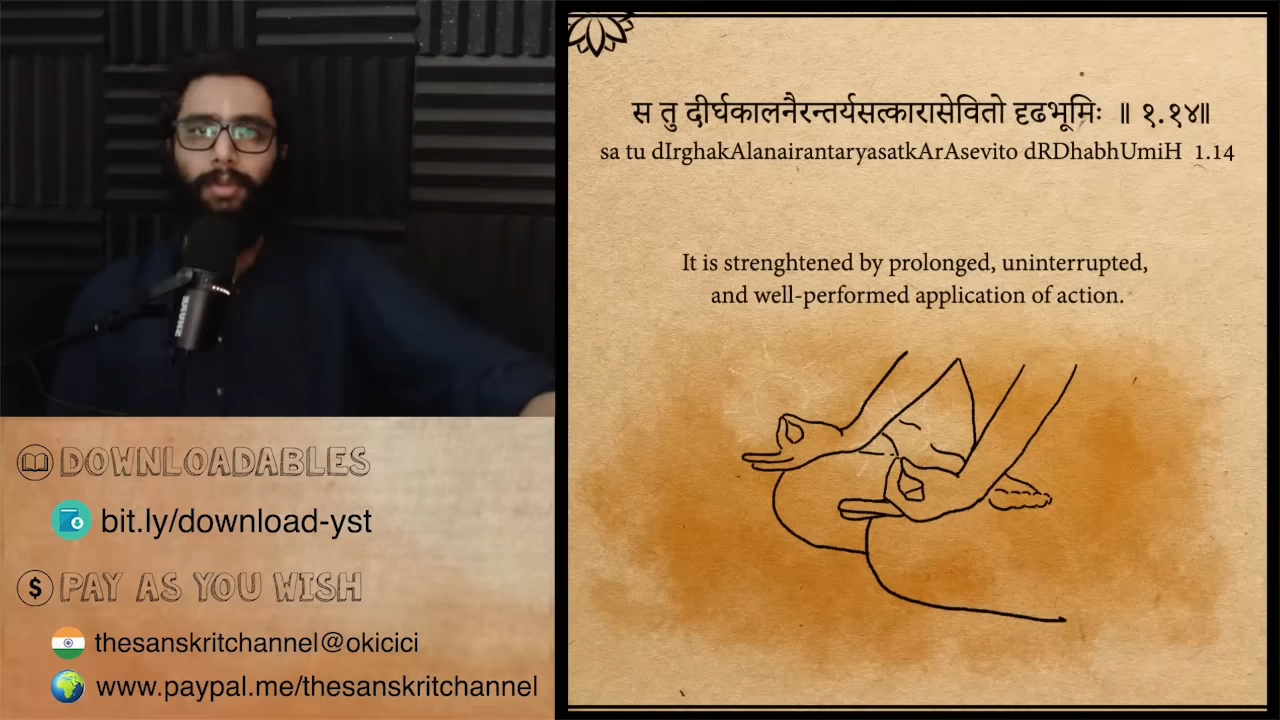 स तु दीर्घकालनैरन्तर्यसत्कारासेवितो दृढभूमिः ॥ १.१४॥
sa tu dIrghakAlanairantaryasatkArAsevito dRDhabhUmiH 1.14
It is strenghtened by prolonged, uninterrupted,
and well-performed application of action.
DOWNLOADABLES
bit.ly/download-yst
$ PAY AS YOU WISH
thesanskritchannel@okicici
www.paypal.me/thesanskritchannel